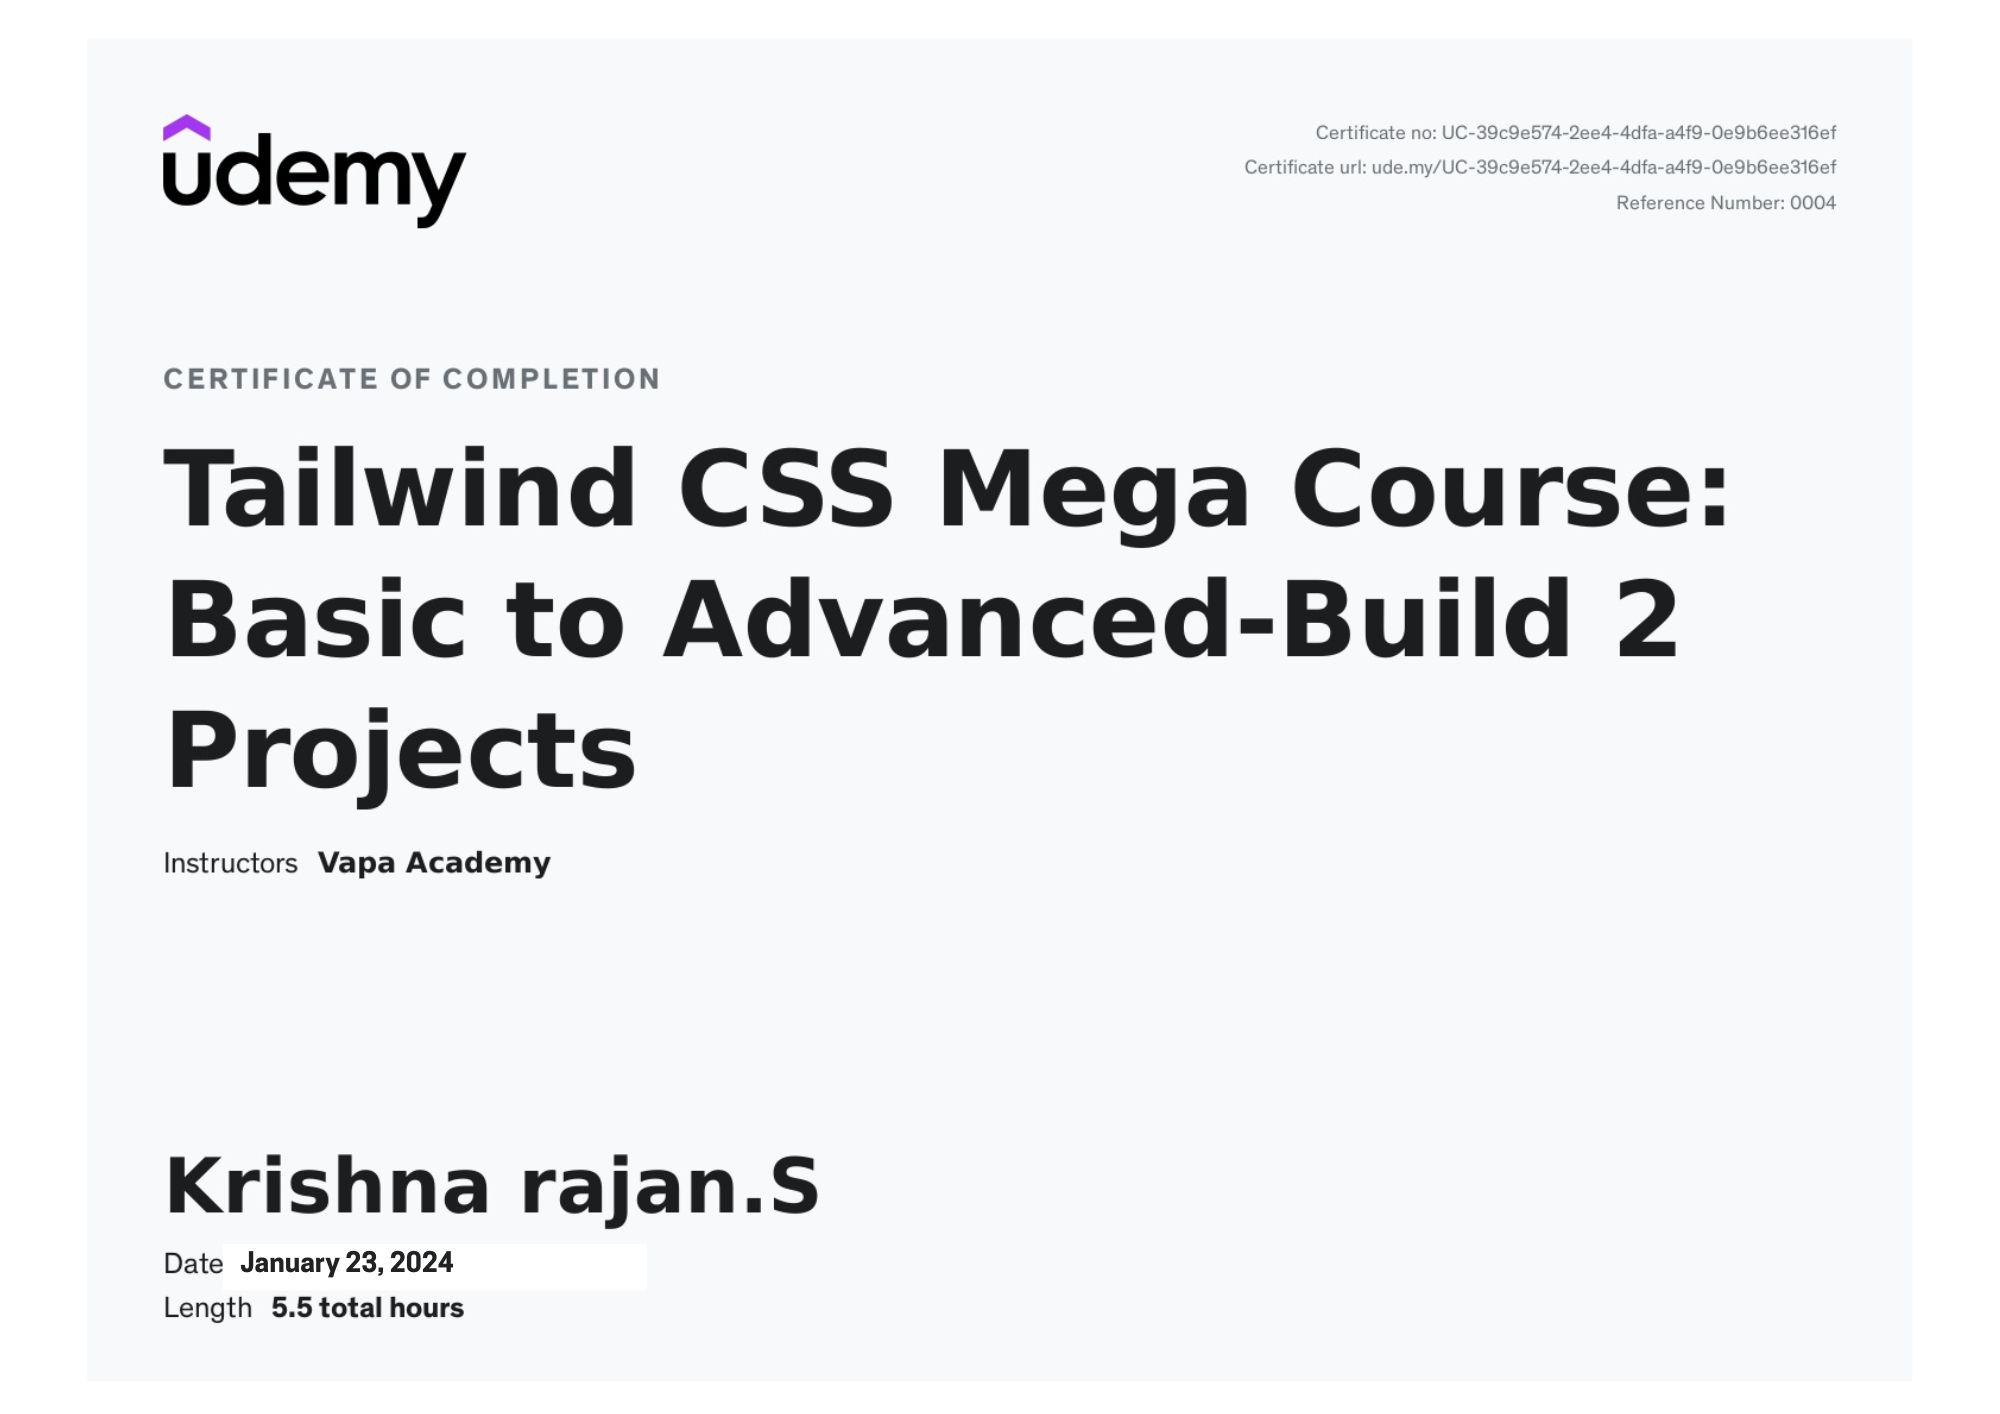 udemy
Certificate no: UC-39c9e574-2ee4-4dfa-a4f9-0e9b6ee316ef
Certificate url: ude.my/UC-39c9e574-2ee4-4dfa-a4f9-0e9b6ee316ef
Reference Number: 0004
CERTIFICATE OF COMPLETION
Tailwind CSS Mega Course:
Basic to Advanced-Build 2
Projects
Instructors Vapa Academy
Krishna rajan.S
Date January 23, 2024
Length 5.5 total hours